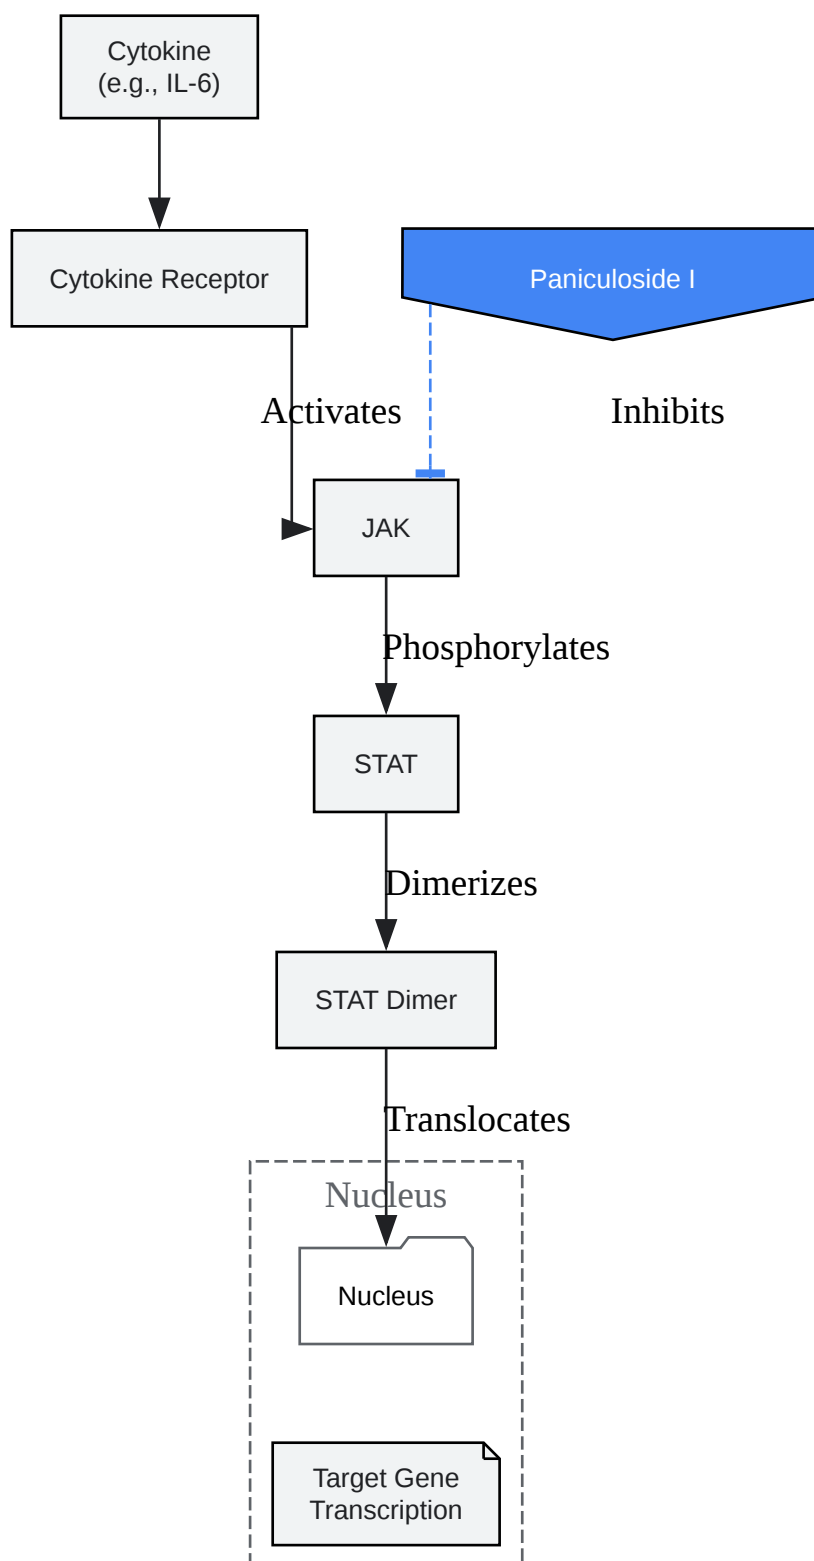 Cytokine
(e.g., IL-6)
Cytokine Receptor
Paniculoside I
Activates
Inhibits
JAK
Phosphorylates
STAT
Dimerizes
STAT Dimer
Translocates
Nucleus
Nucleus
Target Gene
Transcription